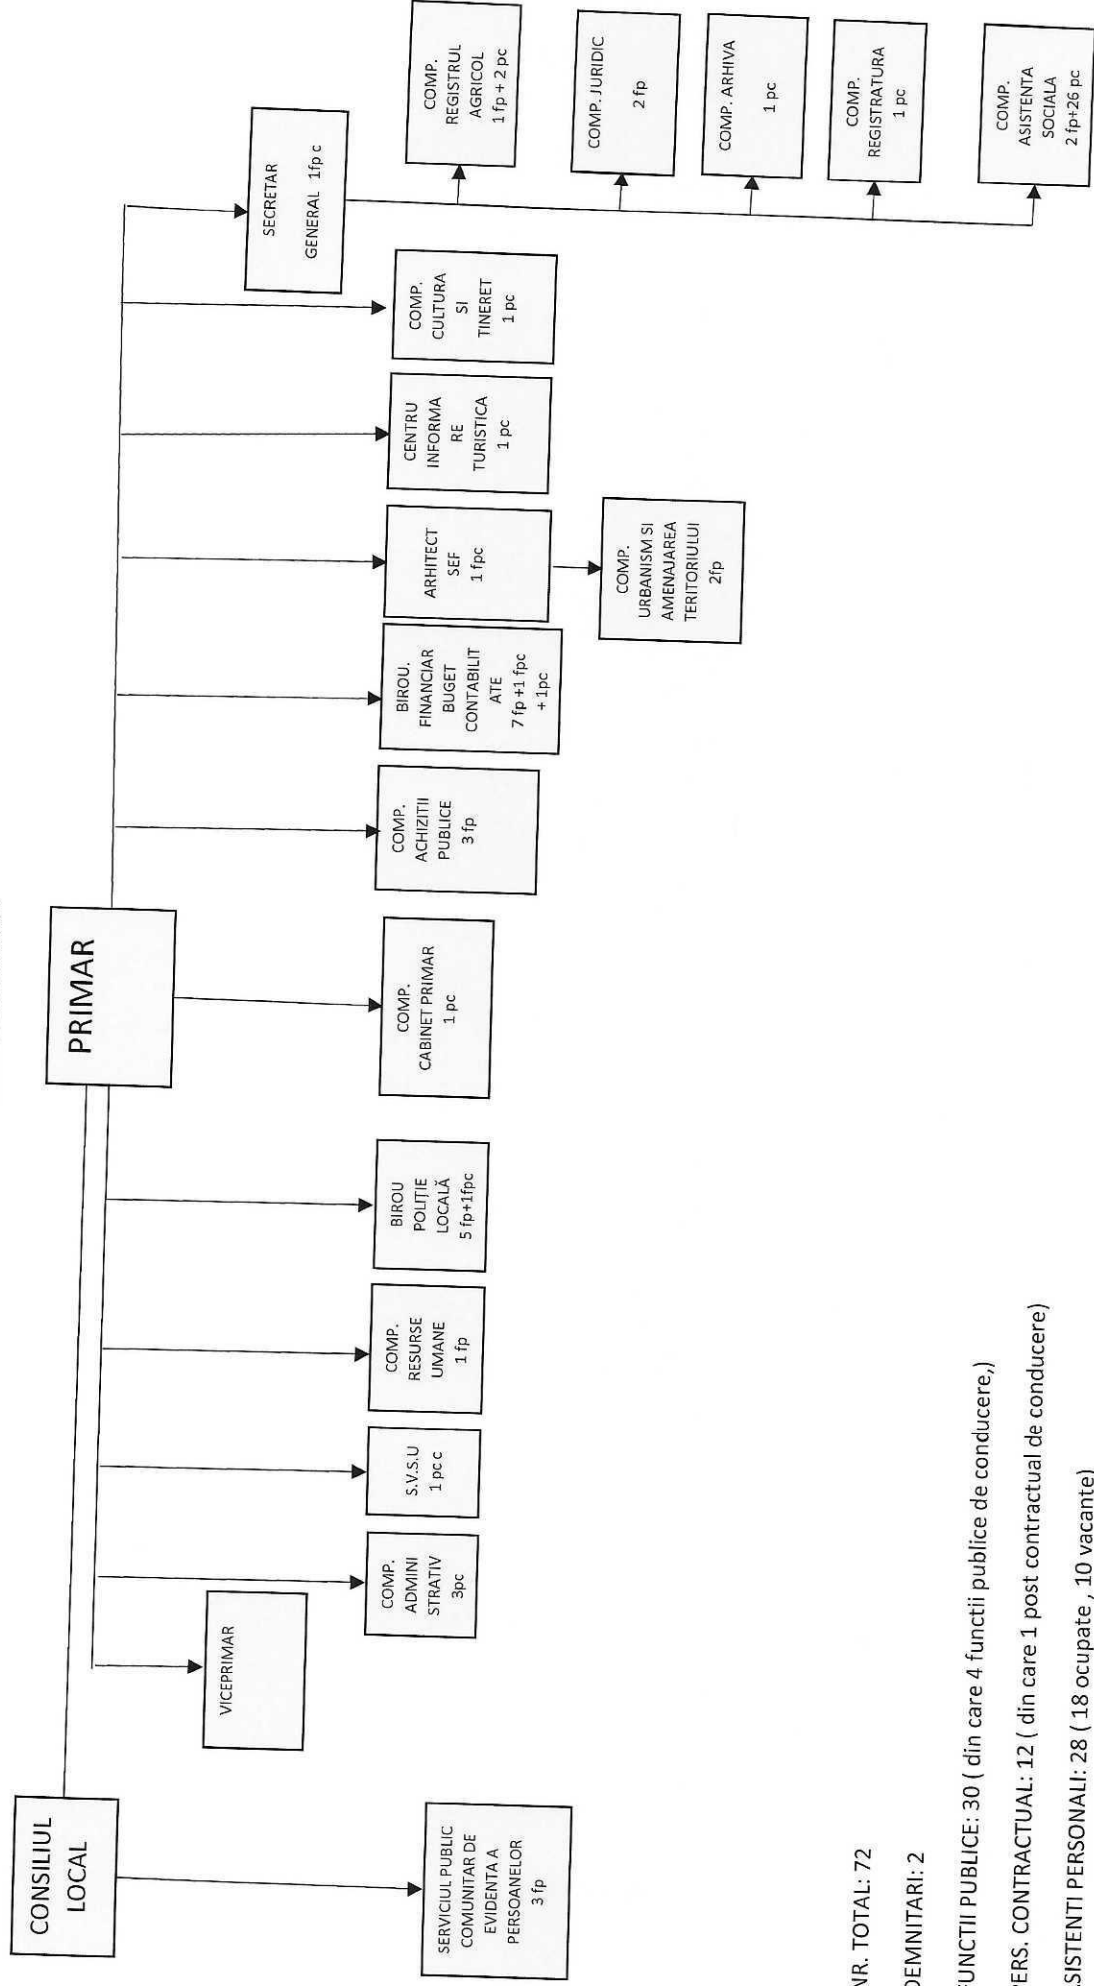 CONSILIUL
LOCAL
PRIMAR
VICEPRIMAR
SECRETAR
GENERAL 1fp c
SERVICIUL PUBLIC
COMUNITAR DE
EVIDENTA A
PERSOANELOR
3 fp
COMP.
ADMINI
STRATIV
3pc
S.V.S.U
1 pc c
COMP.
RESURSE
UMANE
1 fp
BIROU
POLIȚIE
LOCALĂ
5 fp+1fpc
COMP.
CABINET PRIMAR
1 pc
COMP.
ACHIZITII
PUBLICE
3 fp
BIROU.
FINANCIAR
BUGET
CONTABILIT
ATE
7 fp +1 fpc
+ 1pc
ARHITECT
SEF
1 fpc
COMP.
URBANISM SI
AMENAJAREA
TERITORIULUI
2fp
CENTRU
INFORMA
RE
TURISTICA
1 pc
COMP.
CULTURA
SI
TINERET
1 pc
COMP.
REGISTRUL
AGRICOL
1 fp + 2 pc
COMP. JURIDIC
2 fp
COMP. ARHIVA
1 pc
COMP.
REGISTRATURA
1 pc
COMP.
ASISTENTA
SOCIALA
2 fp+26 pc
NR. TOTAL: 72
DEMNITARI: 2
FUNCTII PUBLICE: 30 ( din care 4 functii publice de conducere,)
PERS. CONTRACTUAL: 12 ( din care 1 post contractual de conducere)
ASISTENTI PERSONALI: 28 ( 18 ocupate , 10 vacante)